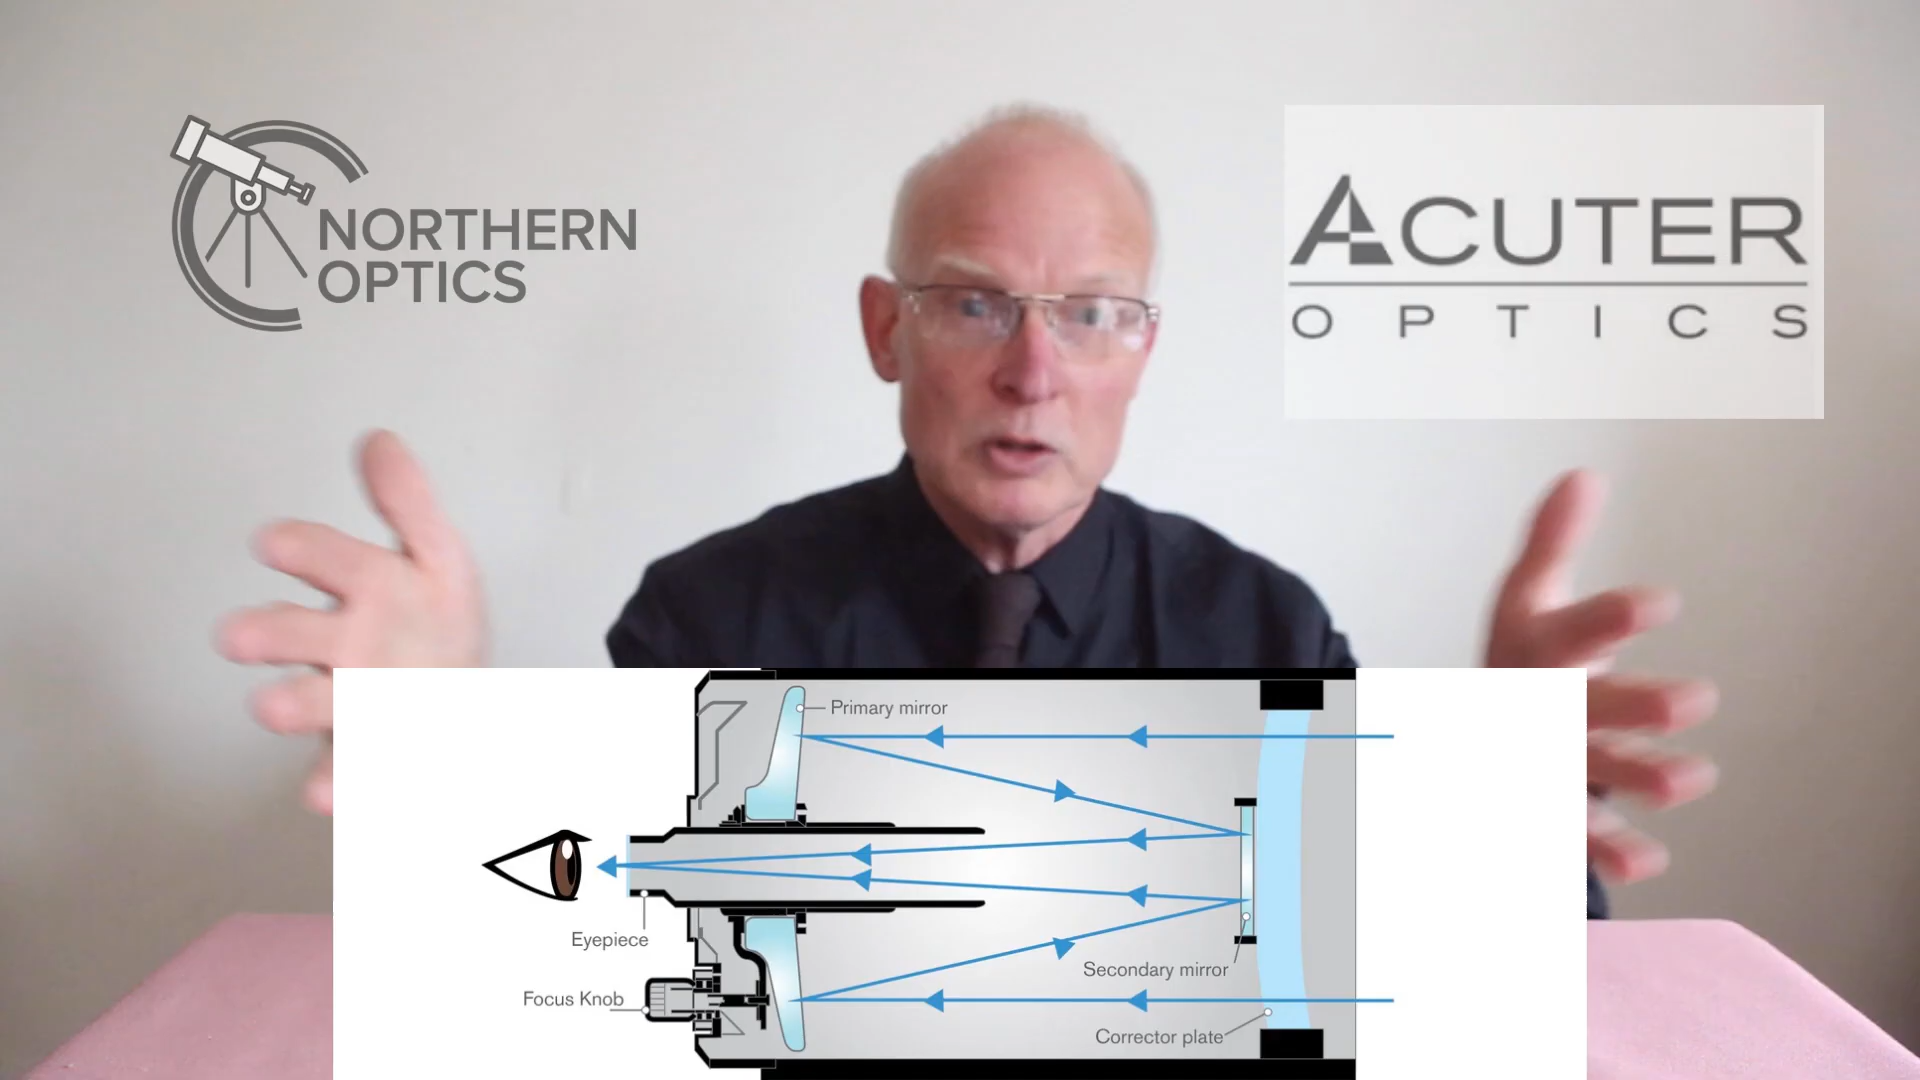 NORTHERN
OPTICS
ACUTER
OPTICS
Primary mirror
Eyepiece
Secondary mirror
Focus Knob
Corrector plate